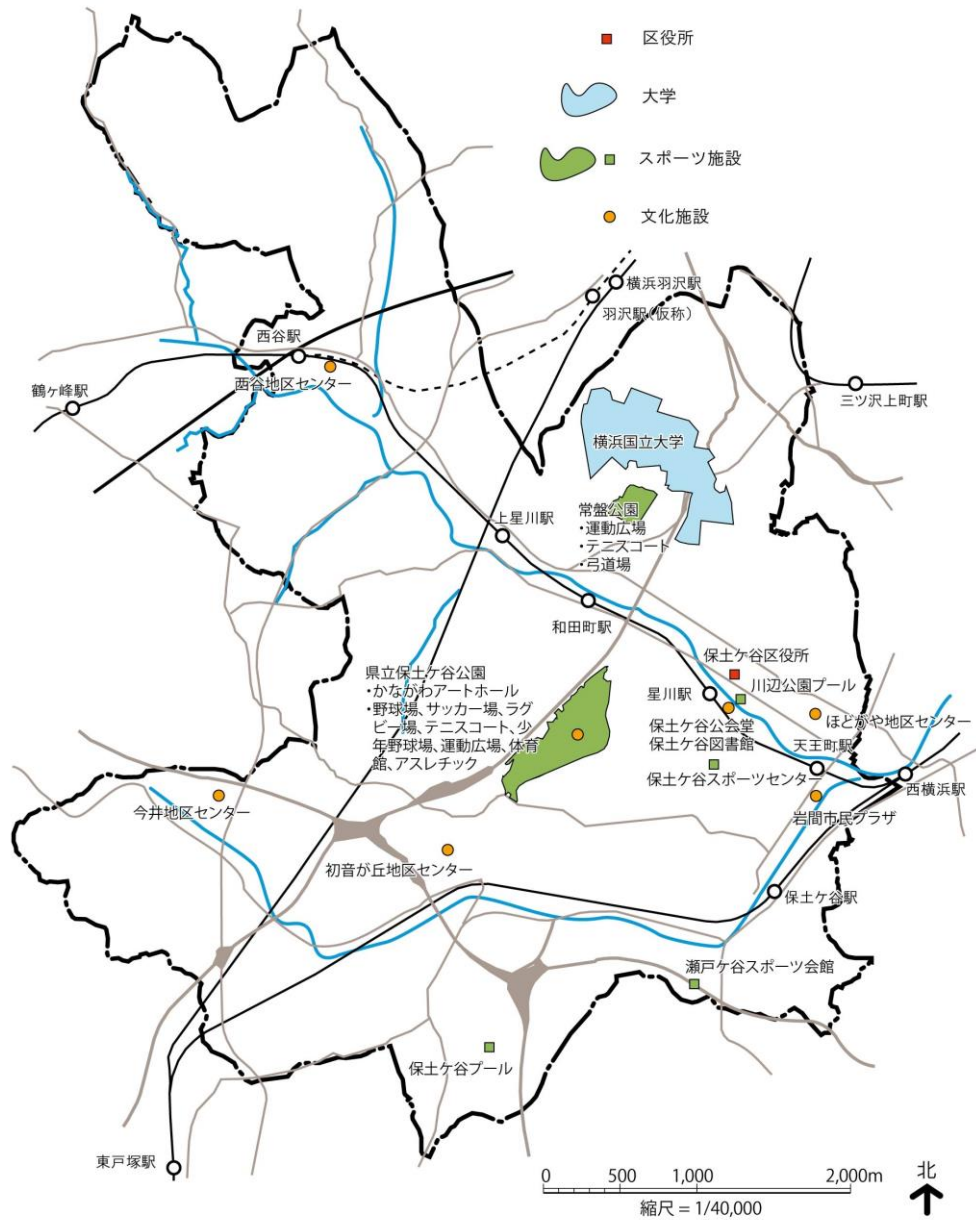 区役所
大学
スポーツ施設
文化施設
横浜羽沢駅
羽沢駅（仮称）
西谷駅
西谷地区センター
鶴ヶ峰駅
三ツ沢上町駅
横浜国立大学
常盤公園
・運動広場
・テニスコート
・弓道場
上星川駅
和田町駅
保土ケ谷区役所
県立保土ケ谷公園
・かながわアートホール
・野球場、サッカー場、ラグ
ビー場、テニスコート、少
年野球場、運動広場、体育
館、アスレチック
星川駅
川辺公園プール
保土ケ谷公会堂
保土ケ谷図書館
ほどがや地区センター
天王町駅
保土ケ谷スポーツセンター
西横浜駅
今井地区センター
岩間市民プラザ
初音が丘地区センター
保土ケ谷駅
瀬戸ケ谷スポーツ会館
保土ケ谷プール
東戸塚駅
0 500 1,000 2,000m
縮尺 = 1/40,000
北